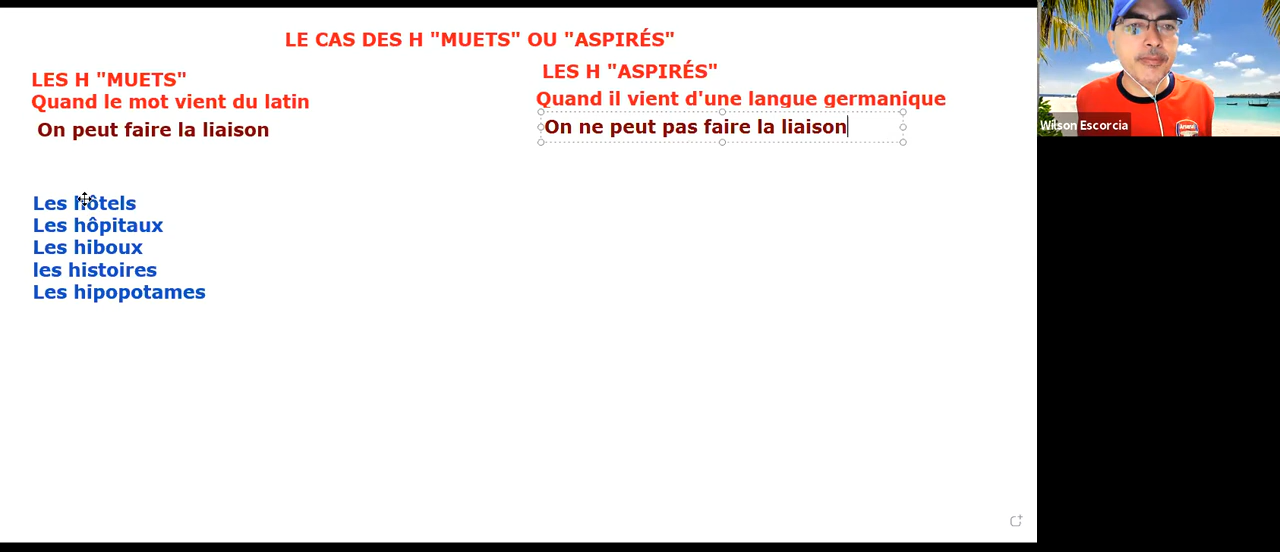 LE CAS DES H "MUETS" OU "ASPIRÉS"
LES H "MUETS"
Quand le mot vient du latin
On peut faire la liaison
LES H "ASPIRÉS"
Quand il vient d'une langue germanique
On ne peut pas faire la liaison
Les hôtels
Les hôpitaux
Les hiboux
les histoires
Les hipopotames
Wilson Escorcia
Arsenal